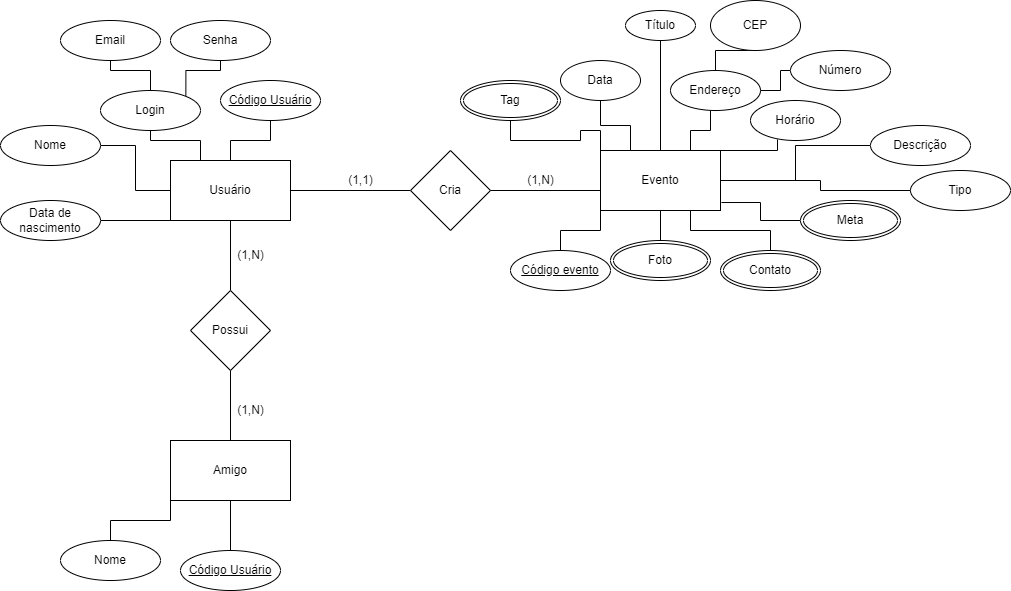 Título
CEP
Email
Senha
Data
Endereço
Número
Tag
Login
Código Usuário
Horário
Nome
Descrição
Usuário
(1,1)
Cria
(1,N)
Evento
Tipo
Data de
nascimento
Meta
(1,N)
Código evento
Foto
Contato
Possui
(1,N)
Amigo
Nome
Código Usuário